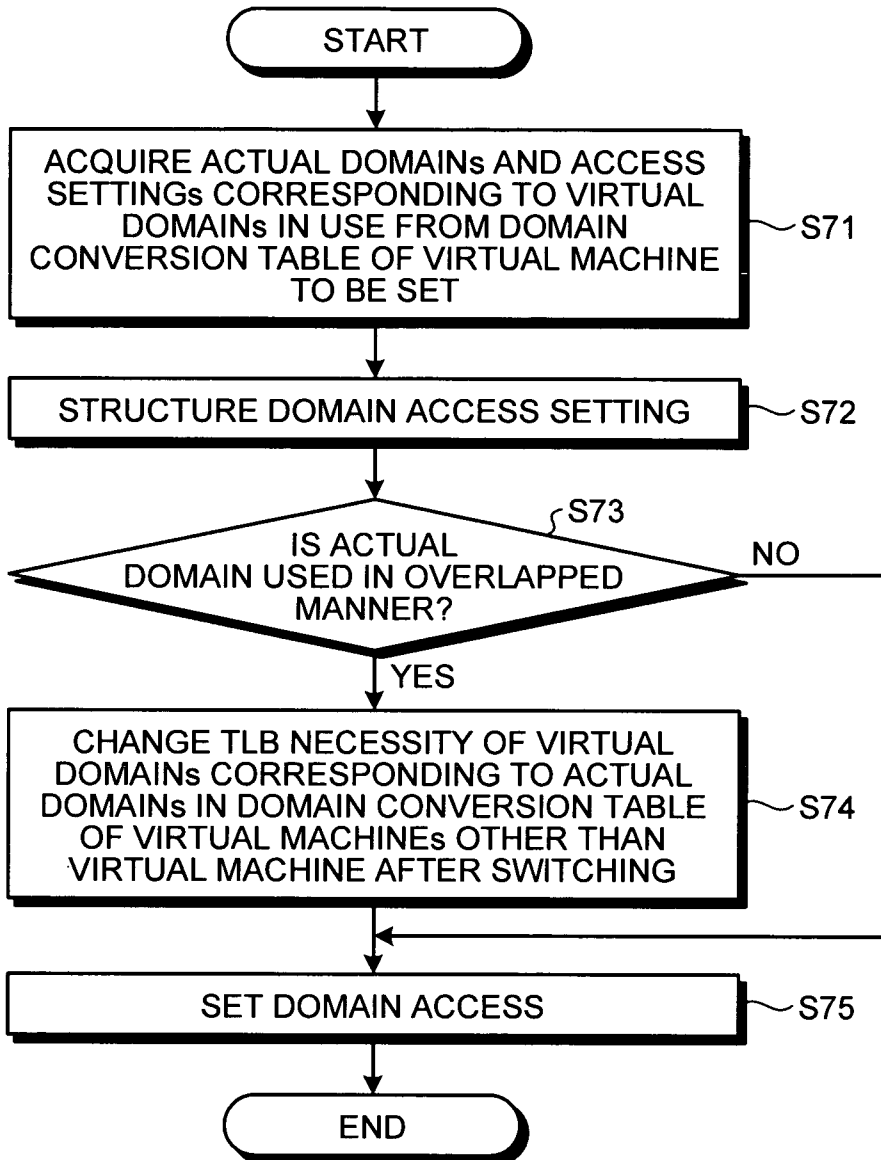 START
ACQUIRE ACTUAL DOMAINs AND ACCESS
SETTINGs CORRESPONDING TO VIRTUAL
DOMAINs IN USE FROM DOMAIN
CONVERSION TABLE OF VIRTUAL MACHINE
TO BE SET
S71
STRUCTURE DOMAIN ACCESS SETTING
S72
S73
IS ACTUAL
DOMAIN USED IN OVERLAPPED
MANNER?
NO
YES
CHANGE TLB NECESSITY OF VIRTUAL
DOMAINs CORRESPONDING TO ACTUAL
DOMAINs IN DOMAIN CONVERSION TABLE
OF VIRTUAL MACHINEs OTHER THAN
VIRTUAL MACHINE AFTER SWITCHING
S74
SET DOMAIN ACCESS
S75
END